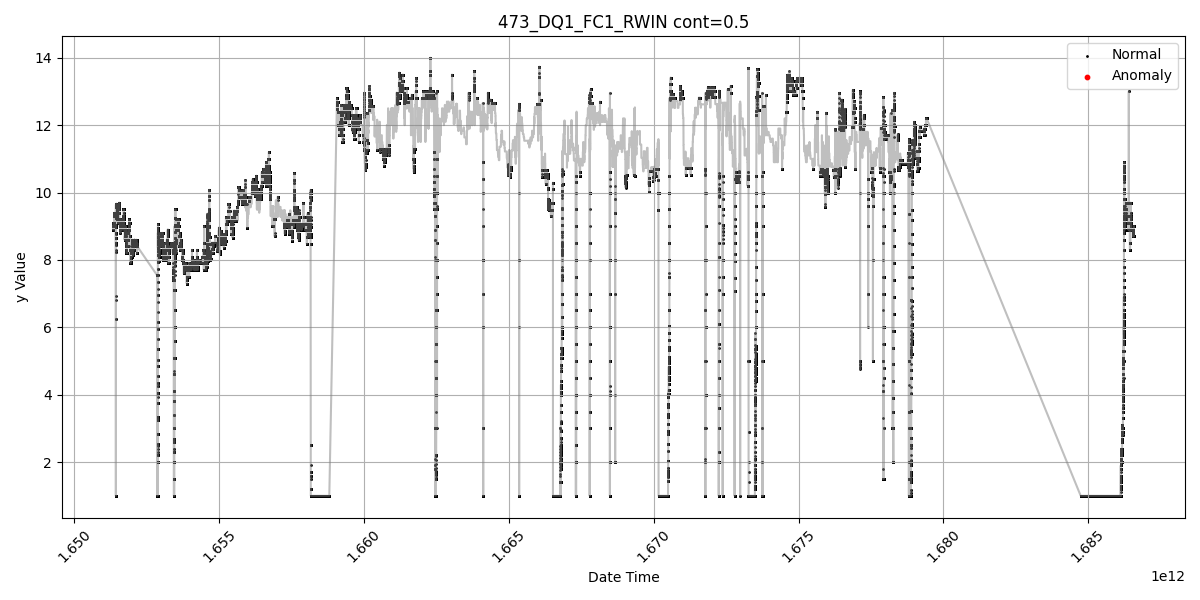 473_DQ1_FC1_RWIN cont=0.5
Normal
Anomaly
y Value
14
12
10
8
6
4
2
1.650 1.655 1.660 1.665 1.670 1.675 1.680 1.685
1e12
Date Time